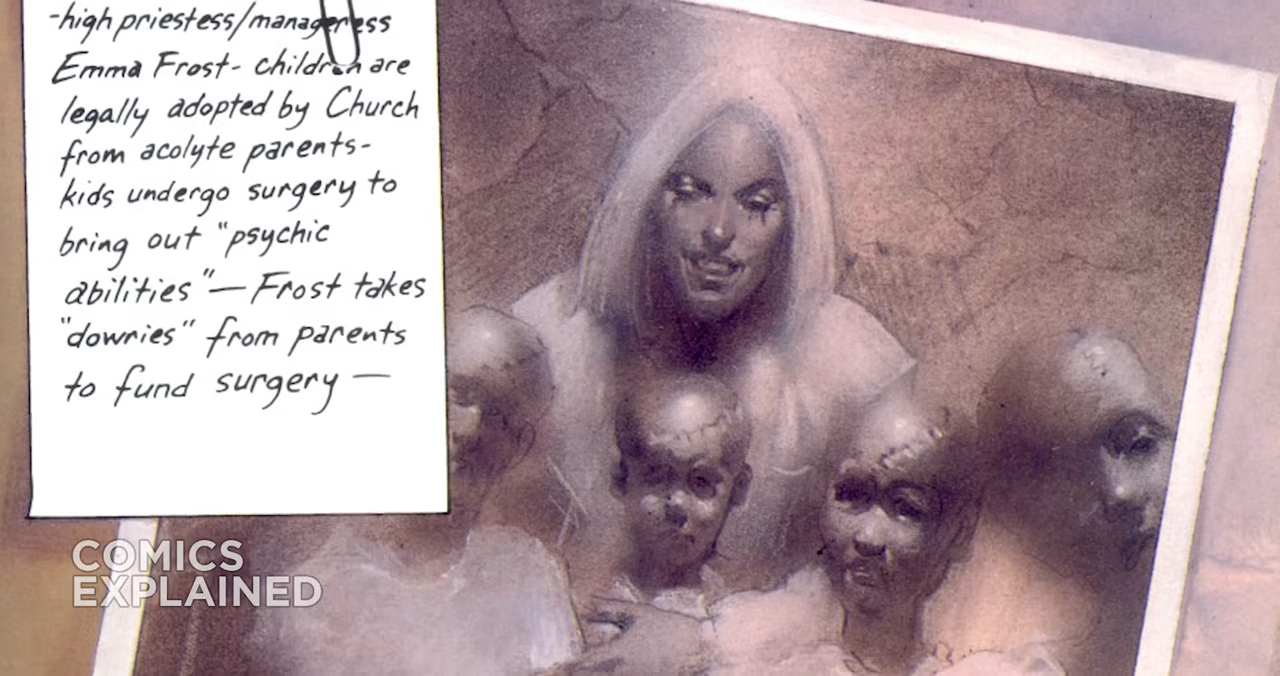 -high priestess/manageress
Emma Frost- children are
legally adopted by Church
from acolyte parents-
kids undergo surgery to
bring out "psychic
abilities"— Frost takes
"dowries" from parents
to fund surgery —
COMICS
EXPLAINED